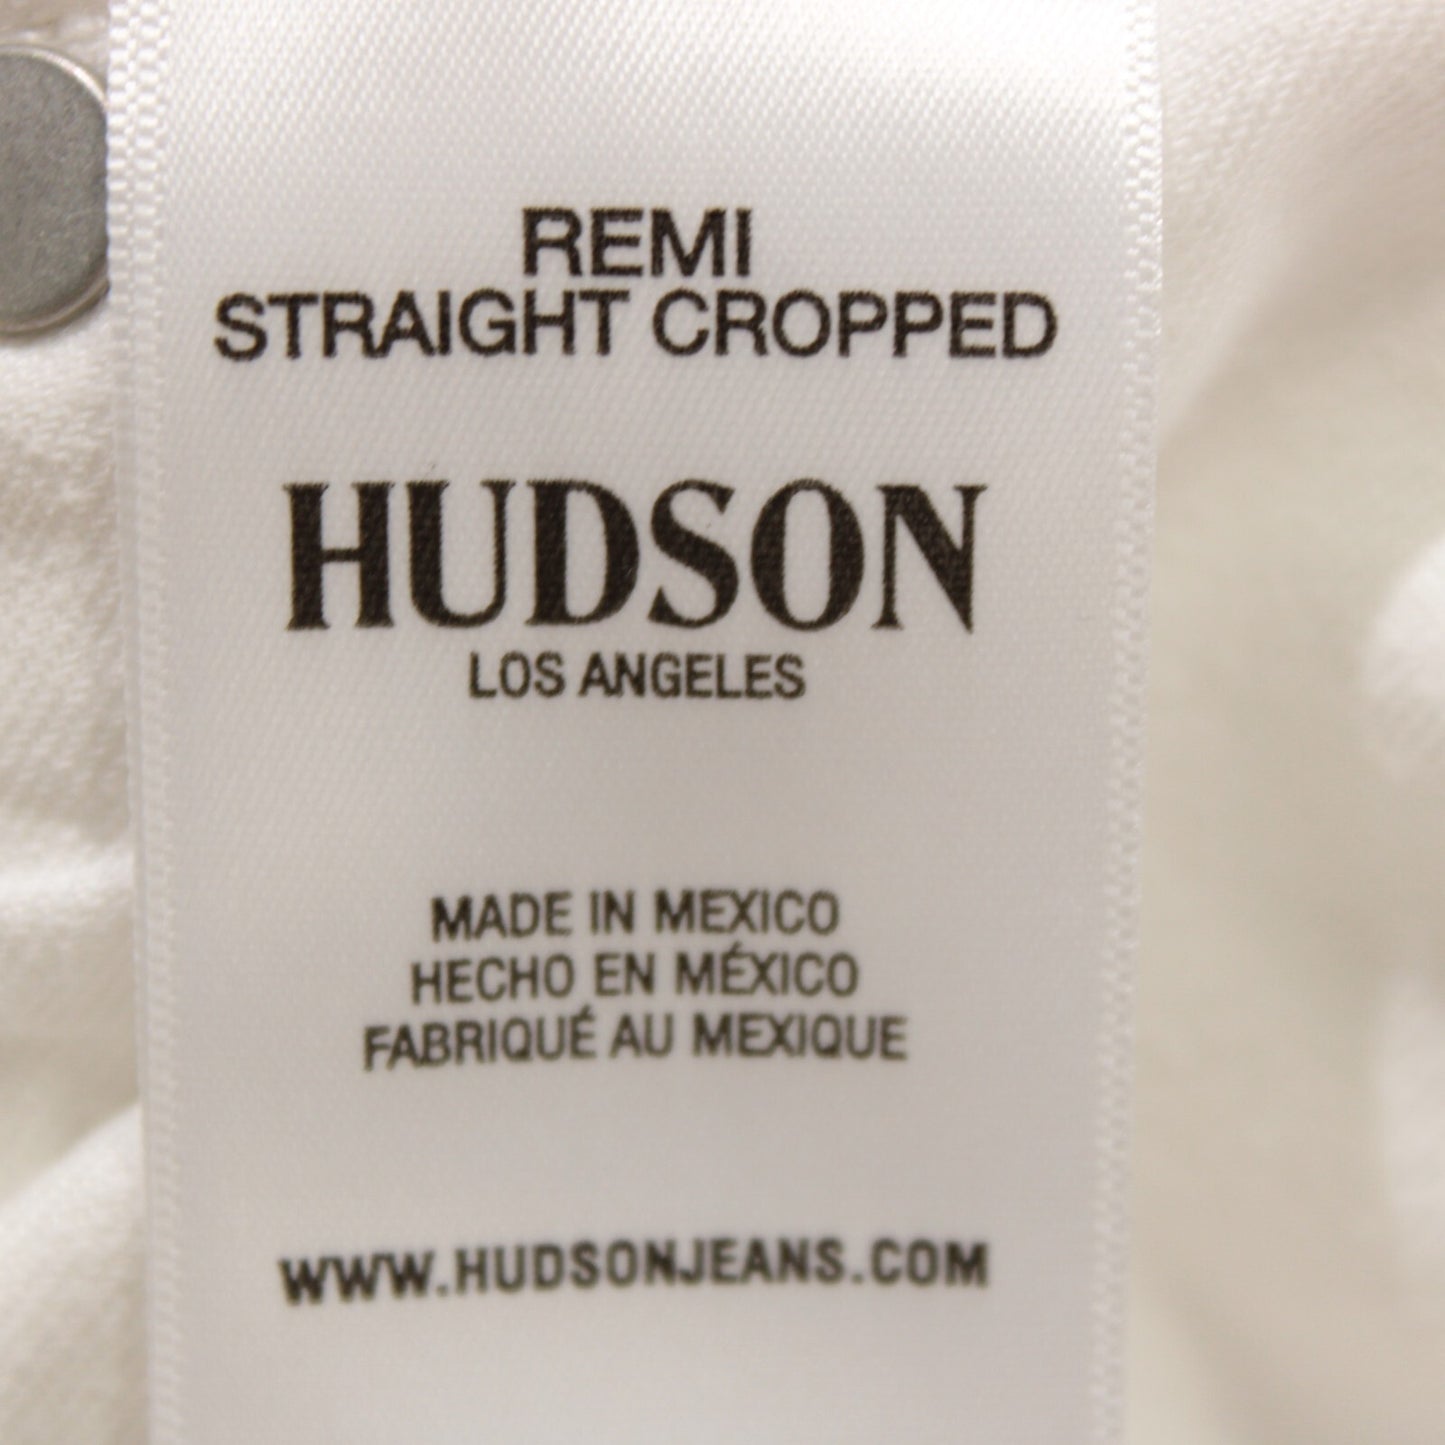 REMI
STRAIGHT CROPPED
HUDSON
LOS ANGELES
MADE IN MEXICO
HECHO EN MÉXICO
FABRIQUÉ AU MEXIQUE
WWW.HUDSONJEANS.COM